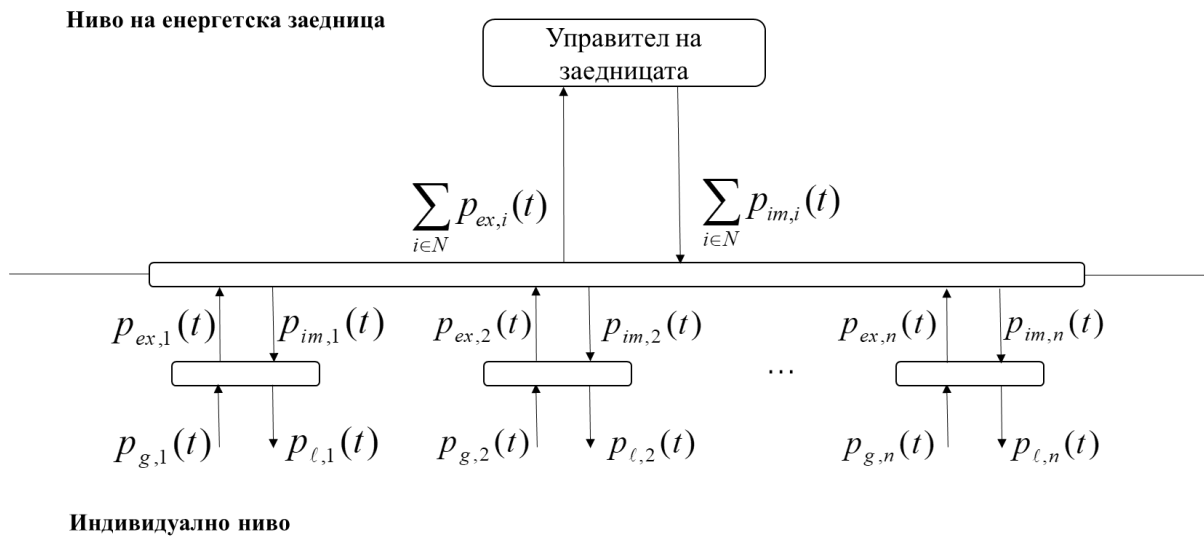 Ниво на енергетска заедница
Управител на
заедницата
∑ p_{ex,i}(t)
i∈N
∑ p_{im,i}(t)
i∈N
p_{ex,1}(t) p_{im,1}(t) p_{ex,2}(t) p_{im,2}(t) p_{ex,n}(t) p_{im,n}(t)
...
p_{g,1}(t) p_{ℓ,1}(t) p_{g,2}(t) p_{ℓ,2}(t) p_{g,n}(t) p_{ℓ,n}(t)
Индивидуално ниво